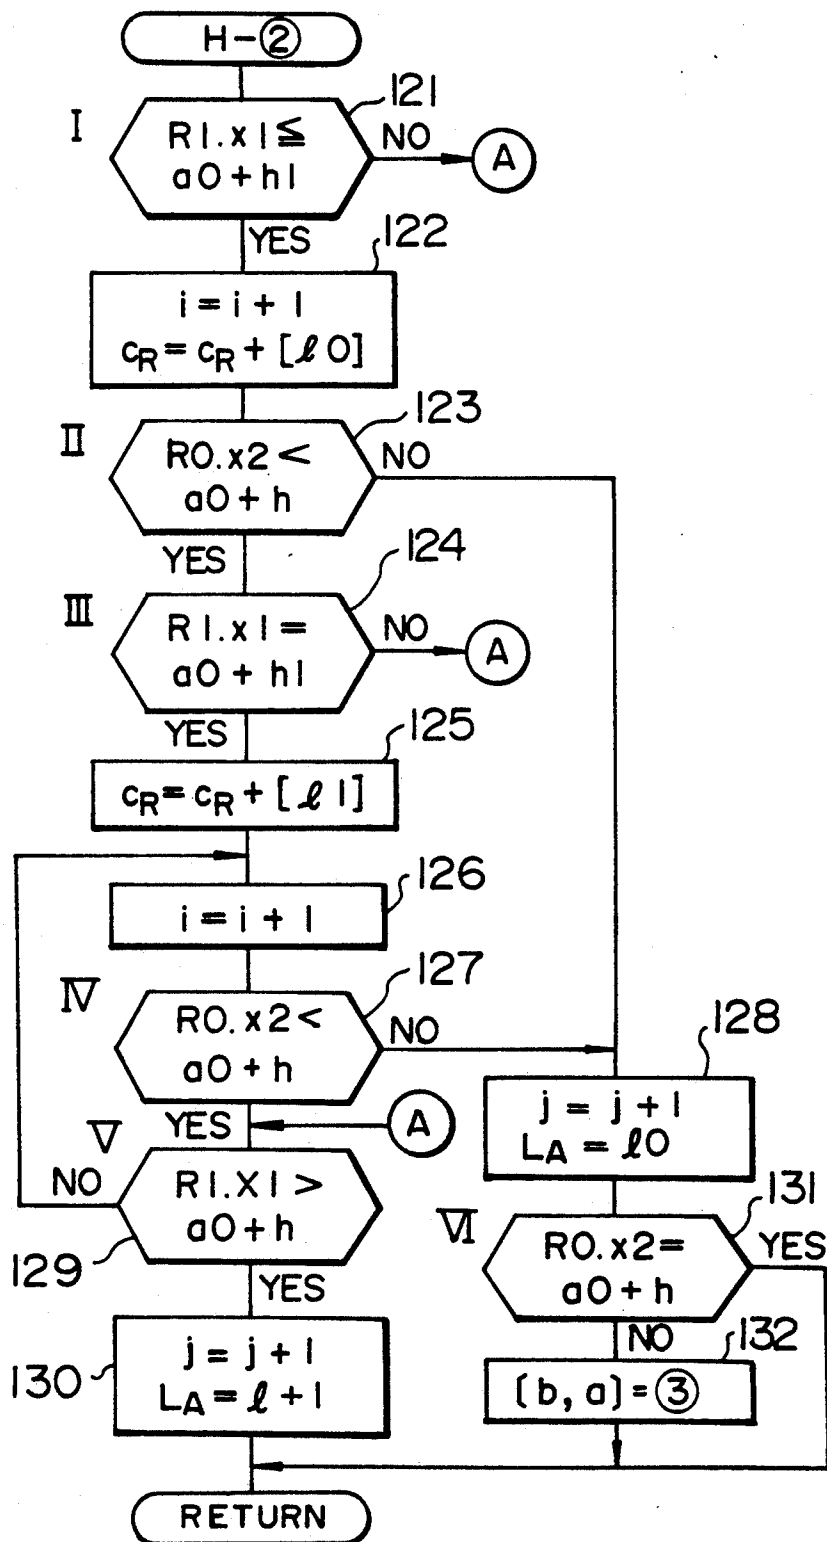 H-②
121
I
R1.x1≦
a0+h1
NO
A
YES
122
i=i+1
cR=cR+[ℓ0]
123
II
R0.x2<
a0+h
NO
YES
124
III
R1.x1=
a0+h1
NO
A
YES
125
cR=cR+[ℓ1]
126
i=i+1
127
IV
R0.x2<
a0+h
NO
128
YES
A
j=j+1
LA=ℓ0
V
NO
R1.X1>
a0+h
129
131
VI
R0.x2=
a0+h
YES
YES
NO
132
130
j=j+1
LA=ℓ+1
(b,a)=③
RETURN